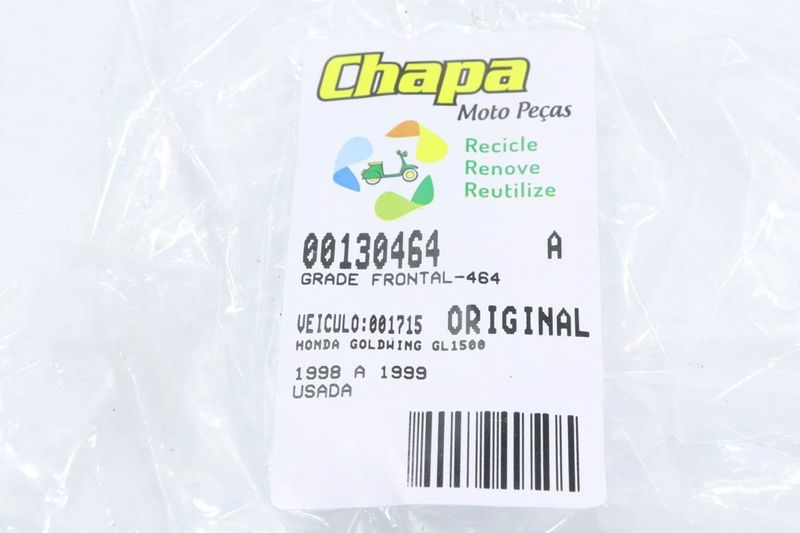 Chapa
Moto Peças
Recicle
Renove
Reutilize
00130464 A
GRADE FRONTAL-464
VEICULO:001715 ORIGINAL
HONDA GOLDWING GL1500
1998 A 1999
USADA